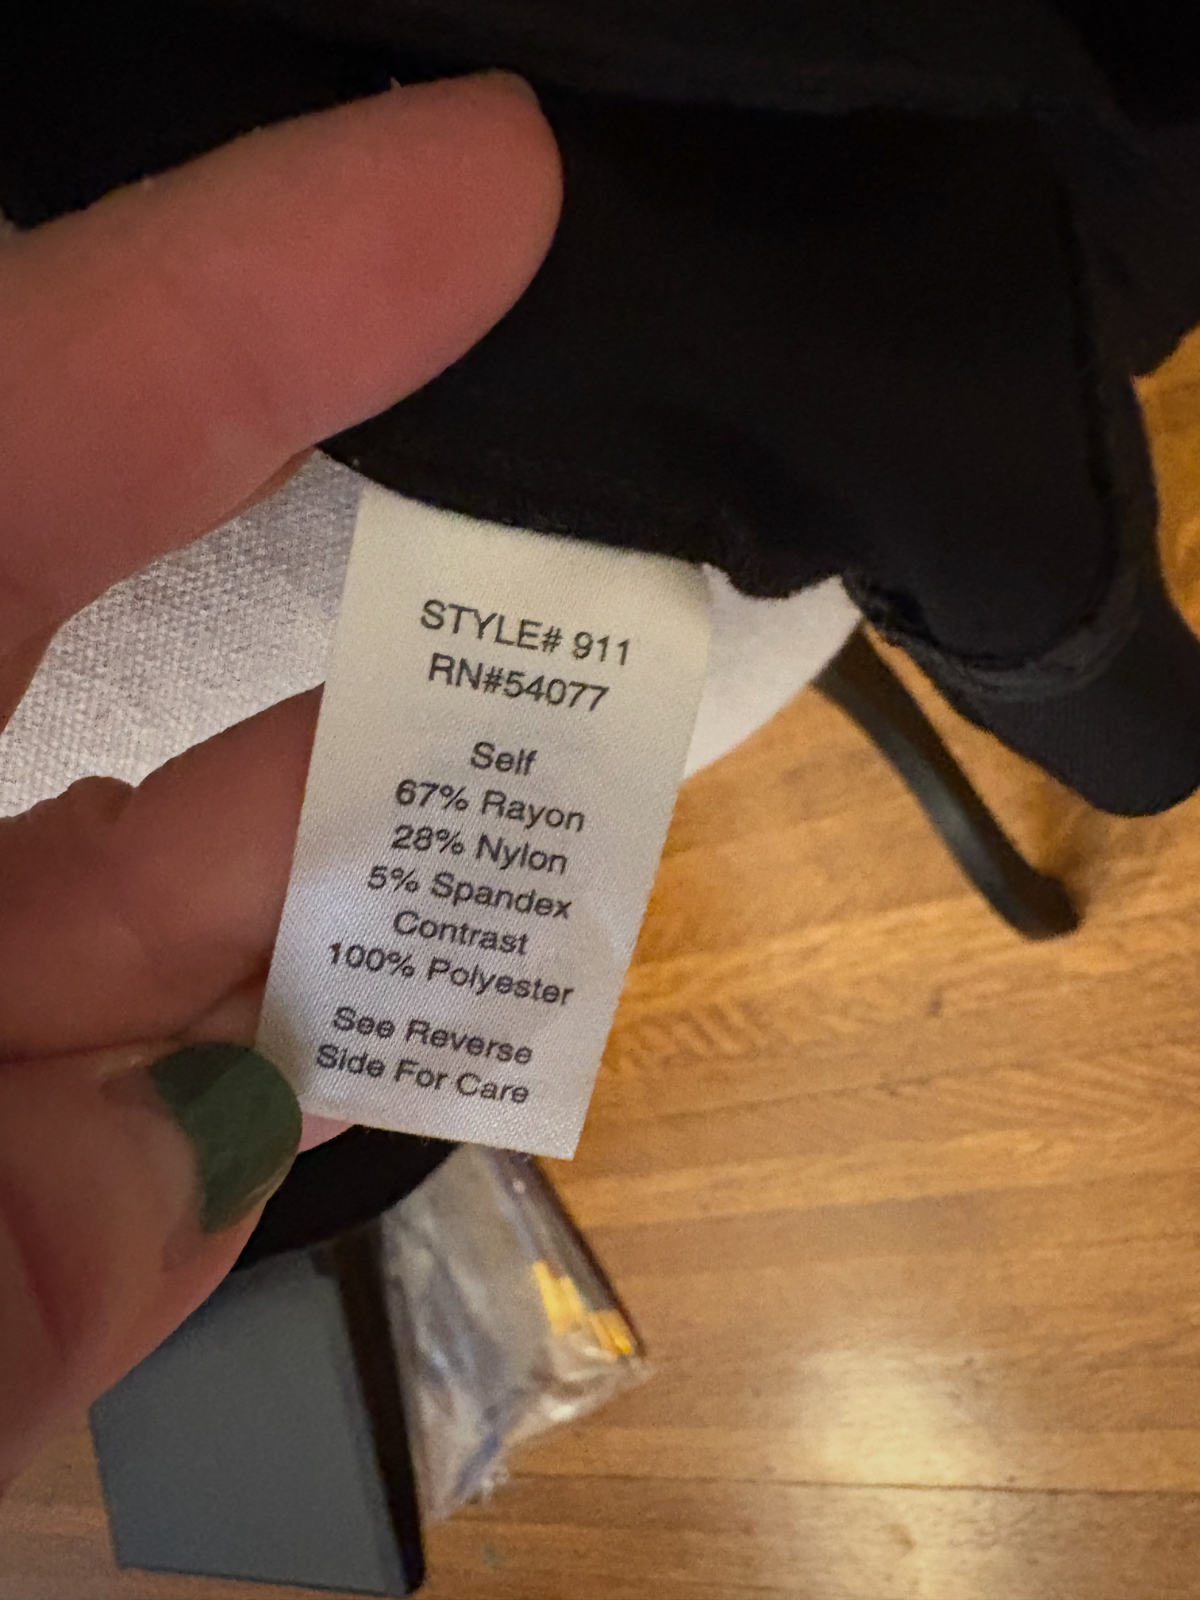 STYLE# 911
RN#54077
Self
67% Rayon
28% Nylon
5% Spandex
Contrast
100% Polyester
See Reverse
Side For Care